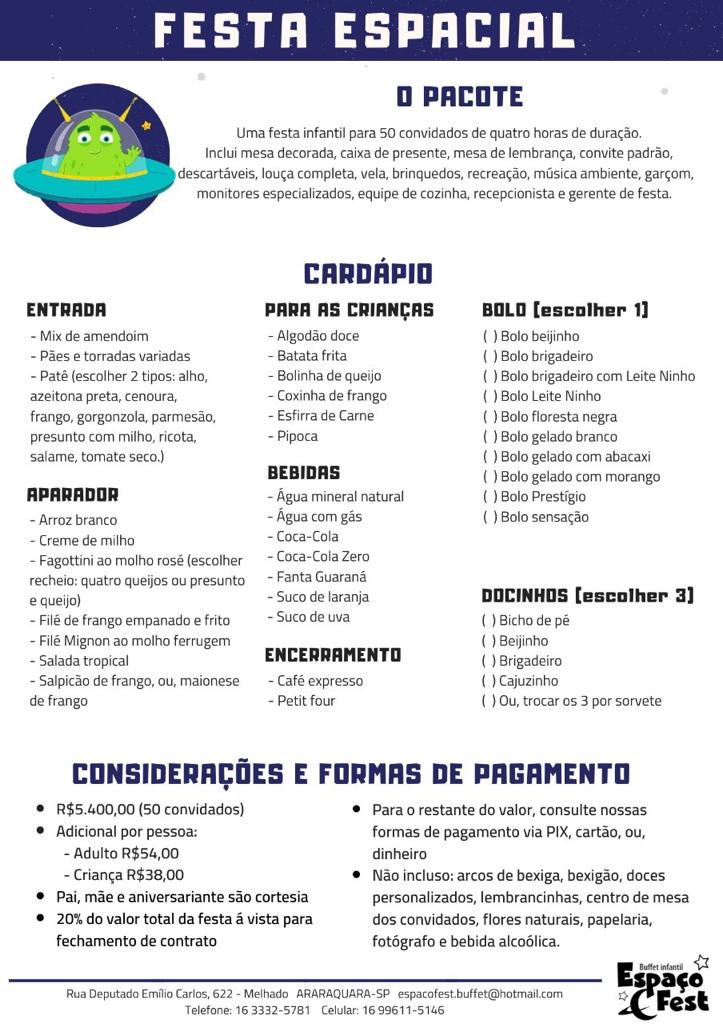 FESTA ESPACIAL
O PACOTE
Uma festa infantil para 50 convidados de quatro horas de duração.
Inclui mesa decorada, caixa de presente, mesa de lembrança, convite padrão,
descartáveis, louça completa, vela, brinquedos, recreação, música ambiente, garçom,
monitores especializados, equipe de cozinha, recepcionista e gerente de festa.
CARDÁPIO
ENTRADA
- Mix de amendoim
- Pães e torradas variadas
- Patê (escolher 2 tipos: alho,
azeitona preta, cenoura,
frango, gorgonzola, parmesão,
presunto com milho, ricota,
salame, tomate seco.)
APARADOR
- Arroz branco
- Creme de milho
- Fagottini ao molho rosé (escolher
recheio: quatro queijos ou presunto
e queijo)
- Filé de frango empanado e frito
- Filé Mignon ao molho ferrugem
- Salada tropical
- Salpicão de frango, ou, maionese
de frango
PARA AS CRIANÇAS
- Algodão doce
- Batata frita
- Bolinha de queijo
- Coxinha de frango
- Esfirra de Carne
- Pipoca
BEBIDAS
- Água mineral natural
- Água com gás
- Coca-Cola
- Coca-Cola Zero
- Fanta Guaraná
- Suco de laranja
- Suco de uva
ENCERRAMENTO
- Café expresso
- Petit four
BOLO [escolher 1]
( ) Bolo beijinho
( ) Bolo brigadeiro
( ) Bolo brigadeiro com Leite Ninho
( ) Bolo Leite Ninho
( ) Bolo floresta negra
( ) Bolo gelado branco
( ) Bolo gelado com abacaxi
( ) Bolo gelado com morango
( ) Bolo Prestígio
( ) Bolo sensação
DOCINHOS [escolher 3]
( ) Bicho de pé
( ) Beijinho
( ) Brigadeiro
( ) Cajuzinho
( ) Ou, trocar os 3 por sorvete
CONSIDERAÇÕES E FORMAS DE PAGAMENTO
• R$5.400,00 (50 convidados)
• Adicional por pessoa:
- Adulto R$54,00
- Criança R$38,00
• Pai, mãe e aniversariante são cortesia
• 20% do valor total da festa á vista para
fechamento de contrato
• Para o restante do valor, consulte nossas
formas de pagamento via PIX, cartão, ou,
dinheiro
• Não incluso: arcos de bexiga, bexigão, doces
personalizados, lembrancinhas, centro de mesa
dos convidados, flores naturais, papelaria,
fotógrafo e bebida alcoólica.
Rua Deputado Emílio Carlos, 622 - Melhado ARARAQUARA-SP espacofest.buffet@hotmail.com
Telefone: 16 3332-5781 Celular: 16 99611-5146
Buffet infantil
Espaço
Fest